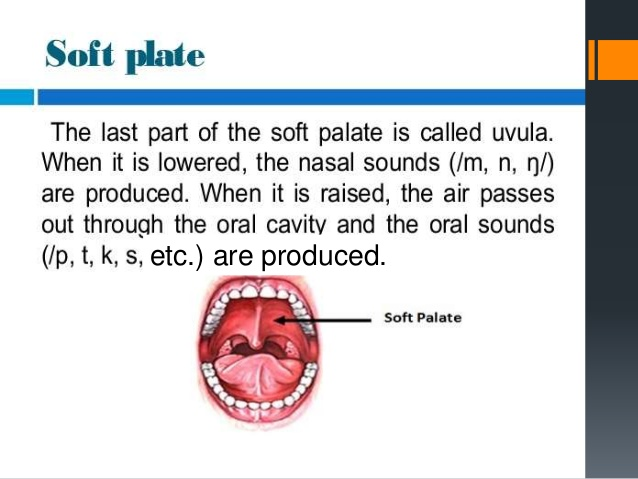 Soft plate
The last part of the soft palate is called uvula.
When it is lowered, the nasal sounds (/m, n, ŋ/)
are produced. When it is raised, the air passes
out through the oral cavity and the oral sounds
(/p, t, k, s, etc.) are produced.
Soft Palate